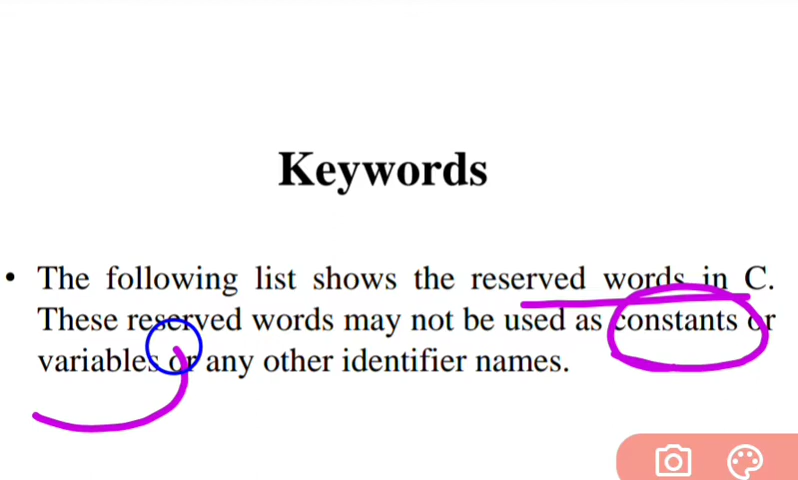 Keywords
• The following list shows the reserved words in C.
These reserved words may not be used as constants or
variables or any other identifier names.